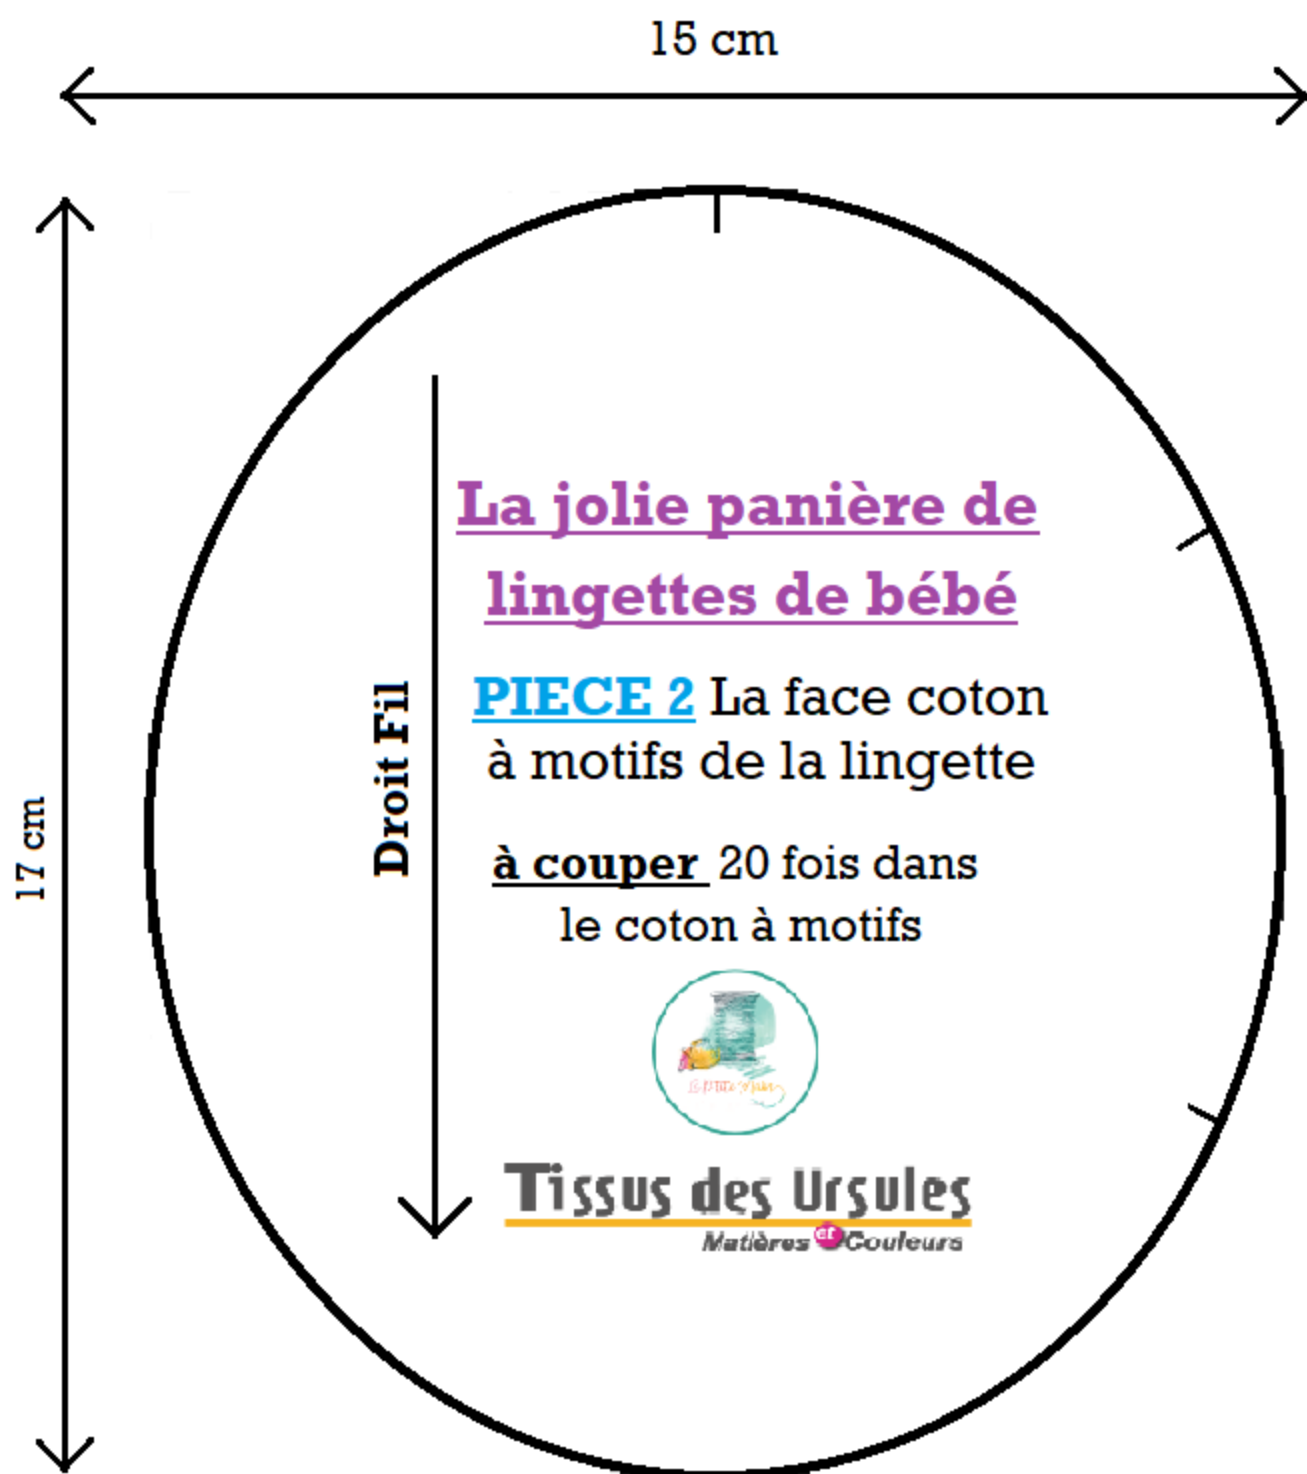 15 cm
17 cm
Droit Fil
La jolie panière de
lingettes de bébé
PIECE 2 La face coton
à motifs de la lingette
à couper 20 fois dans
le coton à motifs
Tissus des Ursules
Matières et Couleurs